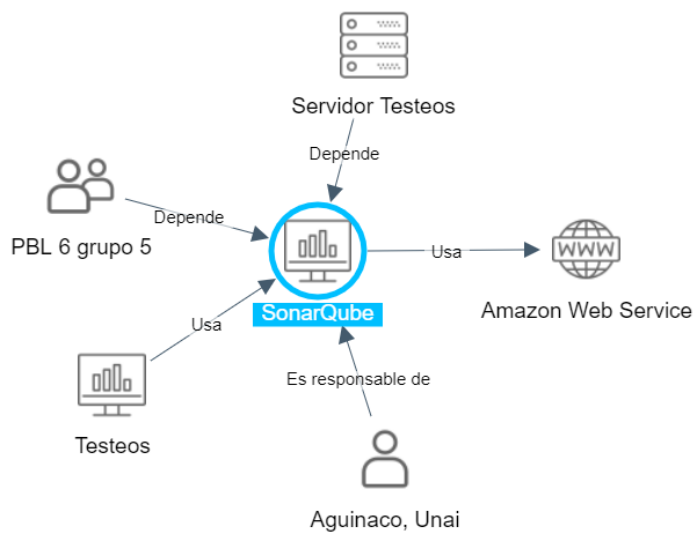 Servidor Testeos
Depende
PBL 6 grupo 5
Depende
WWW
Usa
Amazon Web Service
SonarQube
Usa
Testeos
Es responsable de
Aguinaco, Unai